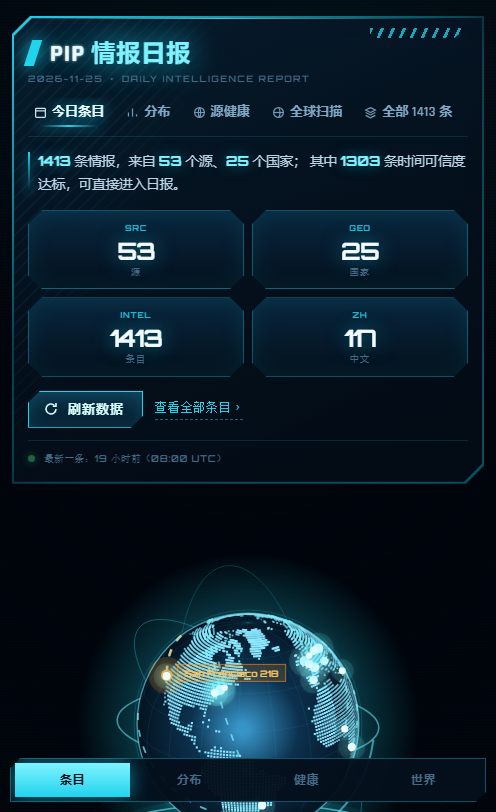 PIP 情报日报
2026-11-25 • DAILY INTELLIGENCE REPORT
今日条目 分布 源健康 全球扫描 全部 1413 条
1413 条情报，来自 53 个源、25 个国家； 其中 1303 条时间可信度
达标，可直接进入日报。
SRC
53
源
GEO
25
国家
INTEL
1413
条目
ZH
117
中文
刷新数据 查看全部条目 ›
最新一条：19 小时前（08:00 UTC）
San Francisco 218
条目 分布 健康 世界